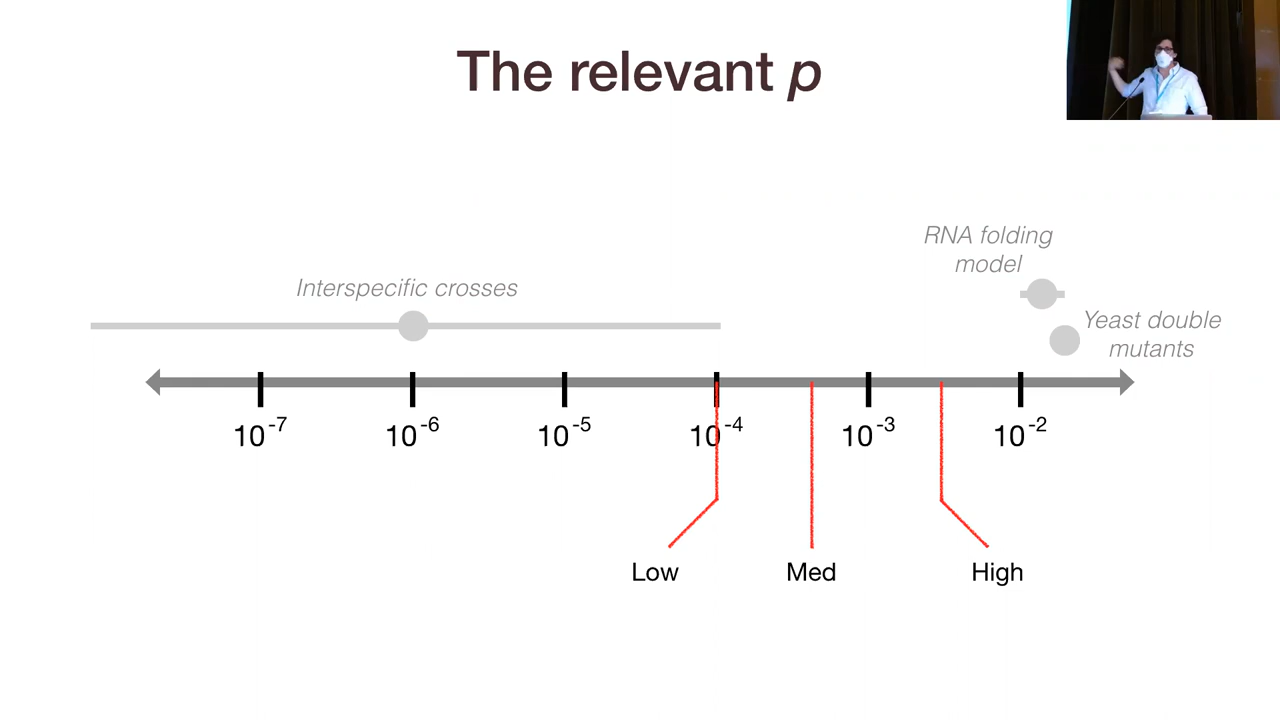 The relevant p
RNA folding
model
Interspecific crosses
Yeast double
mutants
10⁻⁷ 10⁻⁶ 10⁻⁵ 10⁻⁴ 10⁻³ 10⁻²
Low Med High